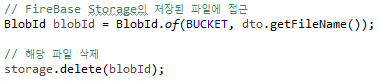 // FireBase Storage의 저장된 파일에 접근
BlobId blobId = BlobId.of(BUCKET, dto.getFileName());
// 해당 파일 삭제
storage.delete(blobId);